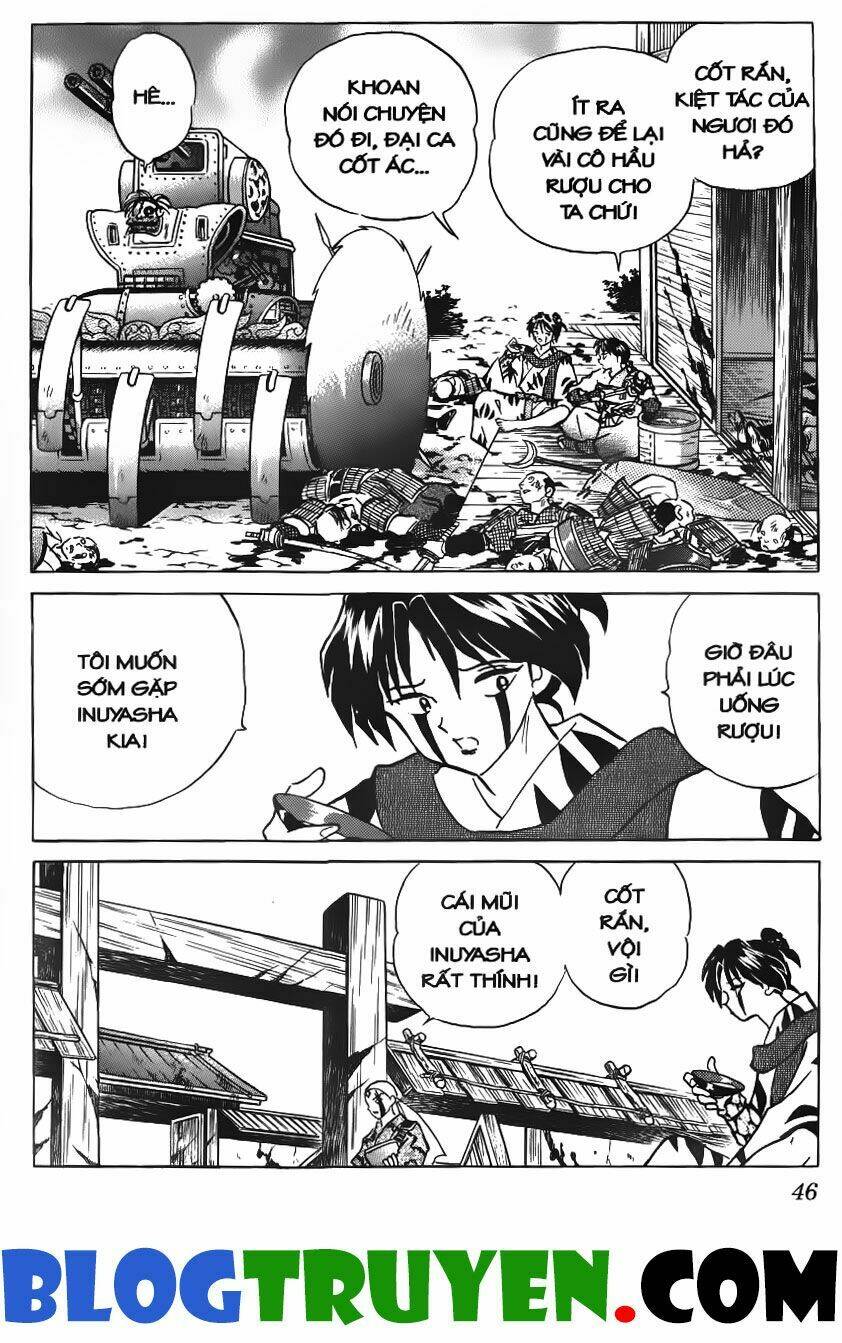 CỐT RẮN,
KIỆT TÁC CỦA
NGƯƠI ĐÓ
HẢ?
ÍT RA
CŨNG ĐỂ LẠI
VÀI CÔ HẦU
RƯỢU CHO
TA CHỨ!
KHOAN
NÓI CHUYỆN
ĐÓ ĐI, ĐẠI CA
CỐT ÁC...
HÊ...
GIỜ ĐÂU
PHẢI LÚC
UỐNG
RƯỢU!
TÔI MUỐN
SỚM GẶP
INUYASHA
KIA!
CỐT
RẮN,
VỘI
GÌ!
CÁI MŨI
CỦA
INUYASHA
RẤT THÍNH!
46
BLOGTRUYEN.COM